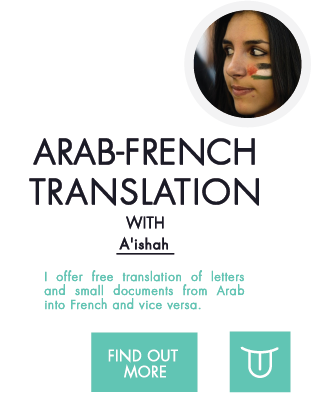 ARAB-FRENCH
TRANSLATION
WITH
A'ishah
I offer free translation of letters
and small documents from Arab
into French and vice versa.
FIND OUT
MORE